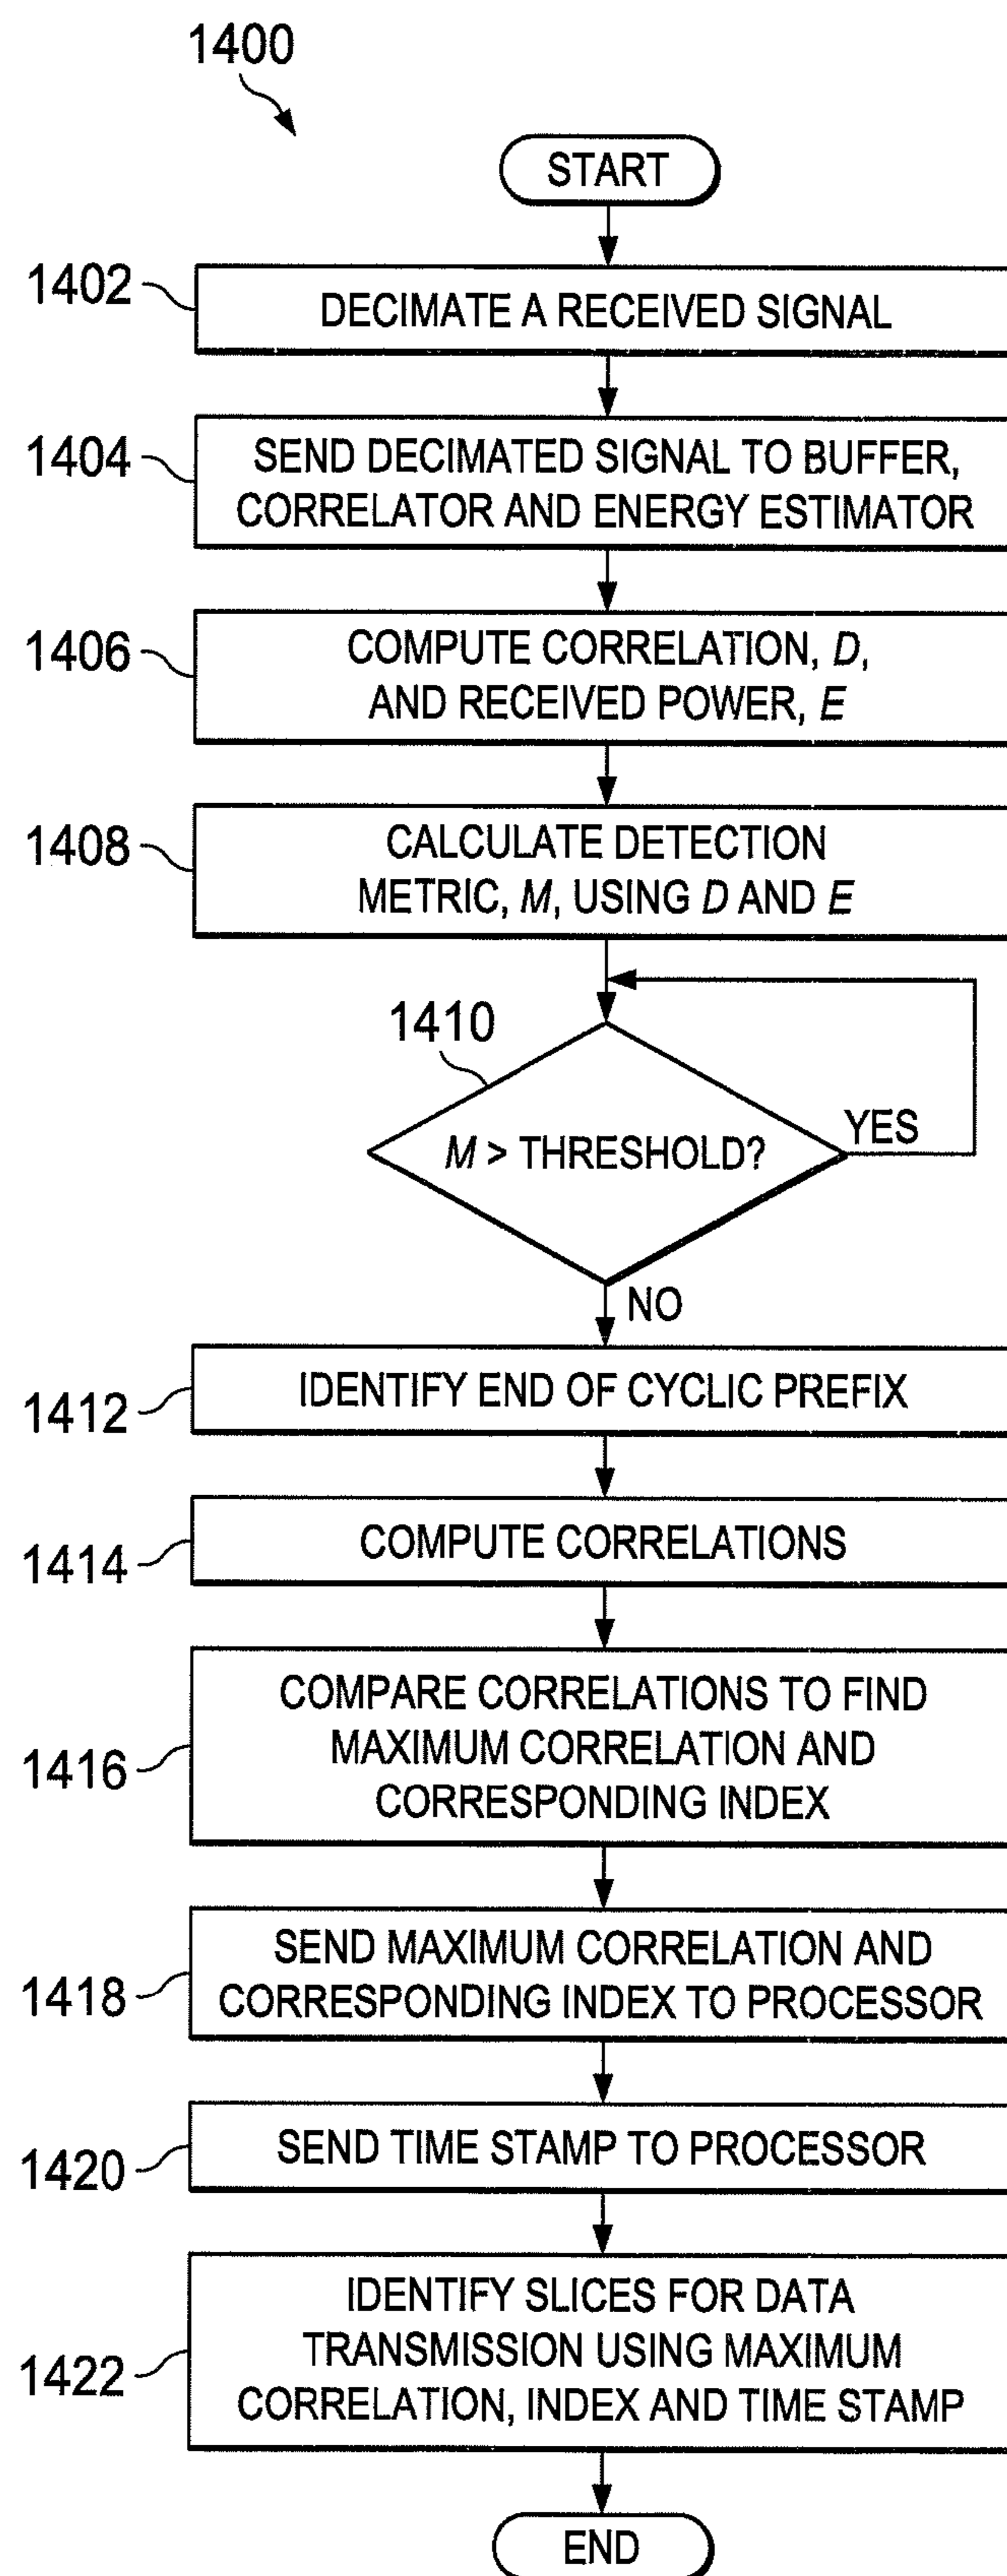 1400
START
1402
DECIMATE A RECEIVED SIGNAL
1404
SEND DECIMATED SIGNAL TO BUFFER,
CORRELATOR AND ENERGY ESTIMATOR
1406
COMPUTE CORRELATION, D,
AND RECEIVED POWER, E
1408
CALCULATE DETECTION
METRIC, M, USING D AND E
1410
M > THRESHOLD?
YES
NO
1412
IDENTIFY END OF CYCLIC PREFIX
1414
COMPUTE CORRELATIONS
1416
COMPARE CORRELATIONS TO FIND
MAXIMUM CORRELATION AND
CORRESPONDING INDEX
1418
SEND MAXIMUM CORRELATION AND
CORRESPONDING INDEX TO PROCESSOR
1420
SEND TIME STAMP TO PROCESSOR
1422
IDENTIFY SLICES FOR DATA
TRANSMISSION USING MAXIMUM
CORRELATION, INDEX AND TIME STAMP
END